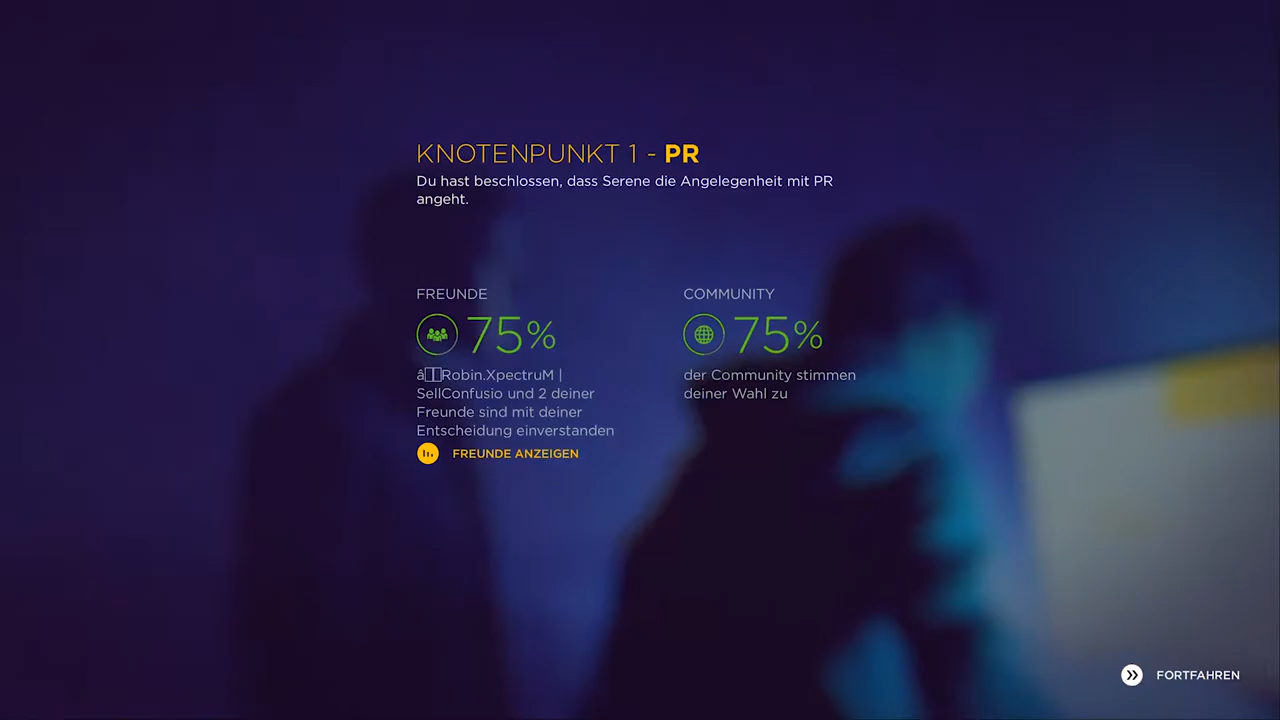 KNOTENPUNKT 1 - PR
Du hast beschlossen, dass Serene die Angelegenheit mit PR
angeht.
FREUNDE
75%
â□□Robin.XpectruM |
SellConfusio und 2 deiner
Freunde sind mit deiner
Entscheidung einverstanden
FREUNDE ANZEIGEN
COMMUNITY
75%
der Community stimmen
deiner Wahl zu
FORTFAHREN